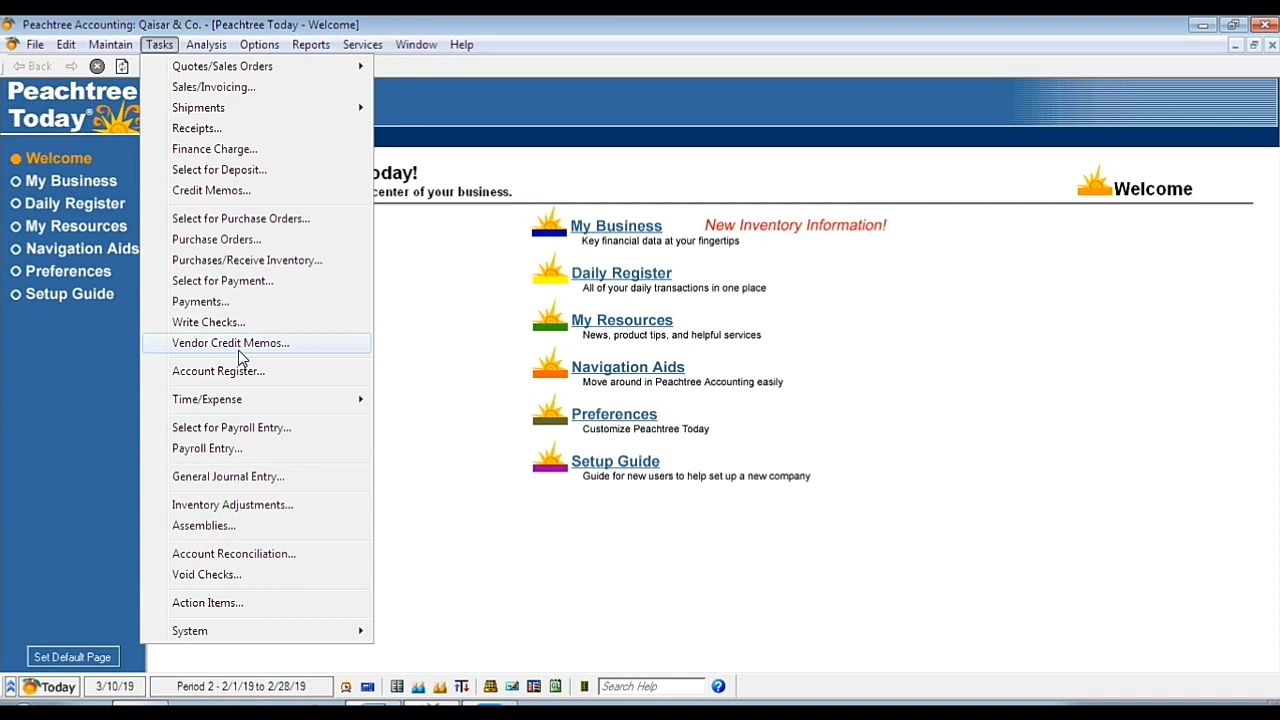 Peachtree Accounting: Qaisar & Co. - [Peachtree Today - Welcome]
File Edit Maintain Tasks Analysis Options Reports Services Window Help
Back
Peachtree
Today®
Welcome
My Business
Daily Register
My Resources
Navigation Aids
Preferences
Setup Guide
Set Default Page
Quotes/Sales Orders
Sales/Invoicing...
Shipments
Receipts...
Finance Charge...
Select for Deposit...
Credit Memos...
Select for Purchase Orders...
Purchase Orders...
Purchases/Receive Inventory...
Select for Payment...
Payments...
Write Checks...
Vendor Credit Memos...
Account Register...
Time/Expense
Select for Payroll Entry...
Payroll Entry...
General Journal Entry...
Inventory Adjustments...
Assemblies...
Account Reconciliation...
Void Checks...
Action Items...
System
oday!
center of your business.
Welcome
My Business New Inventory Information!
Key financial data at your fingertips
Daily Register
All of your daily transactions in one place
My Resources
News, product tips, and helpful services
Navigation Aids
Move around in Peachtree Accounting easily
Preferences
Customize Peachtree Today
Setup Guide
Guide for new users to help set up a new company
Today 3/10/19 Period 2 - 2/1/19 to 2/28/19 Search Help